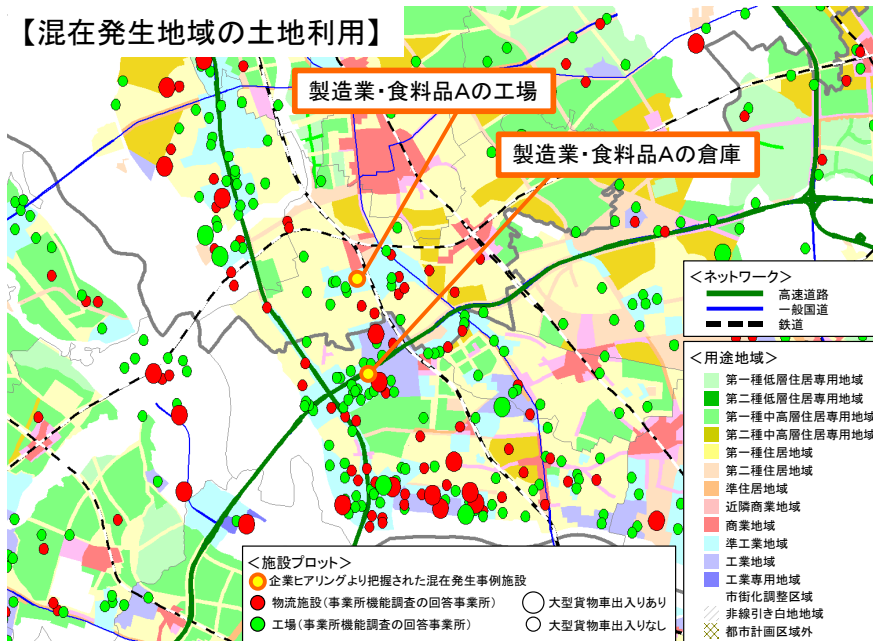 【混在発生地域の土地利用】
製造業・食料品Aの工場
製造業・食料品Aの倉庫
＜ネットワーク＞
高速道路
一般国道
鉄道
＜用途地域＞
第一種低層住居専用地域
第二種低層住居専用地域
第一種中高層住居専用地域
第二種中高層住居専用地域
第一種住居地域
第二種住居地域
準住居地域
近隣商業地域
商業地域
準工業地域
工業地域
工業専用地域
市街化調整区域
非線引き白地地域
都市計画区域外
＜施設プロット＞
企業ヒアリングより把握された混在発生事例施設
物流施設（事業所機能調査の回答事業所）
大型貨物車出入りあり
工場（事業所機能調査の回答事業所）
大型貨物車出入りなし